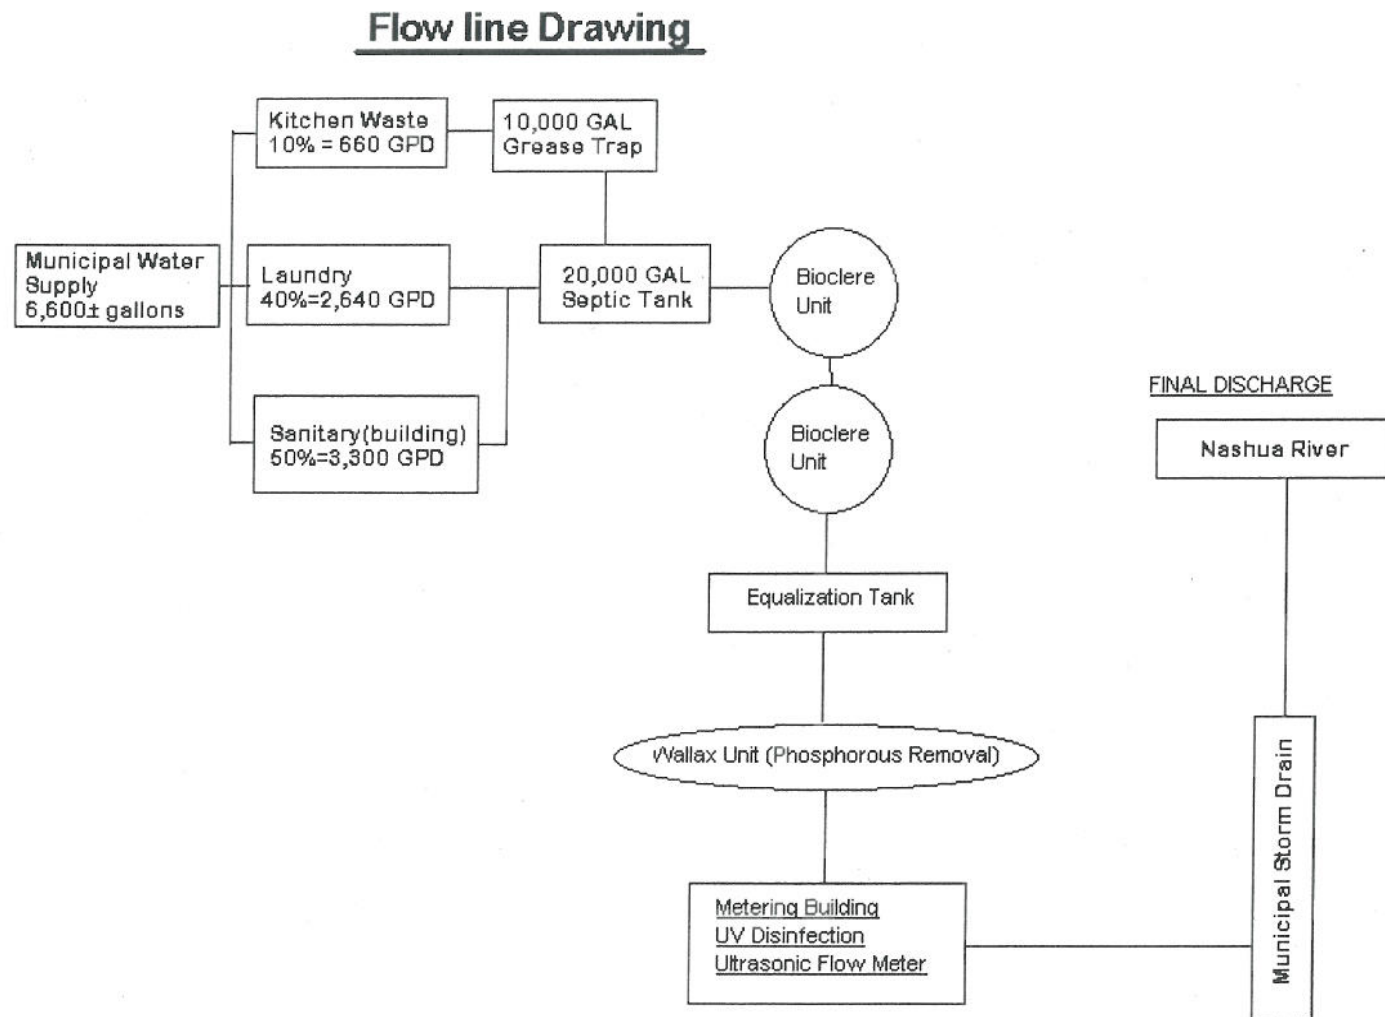 Flow line Drawing
Kitchen Waste
10% = 660 GPD
10,000 GAL
Grease Trap
Municipal Water
Supply
6,600± gallons
Laundry
40%=2,640 GPD
20,000 GAL
Septic Tank
Bioclere
Unit
Sanitary(building)
50%=3,300 GPD
Bioclere
Unit
FINAL DISCHARGE
Nashua River
Equalization Tank
Wallax Unit (Phosphorous Removal)
Metering Building
UV Disinfection
Ultrasonic Flow Meter
Municipal Storm Drain